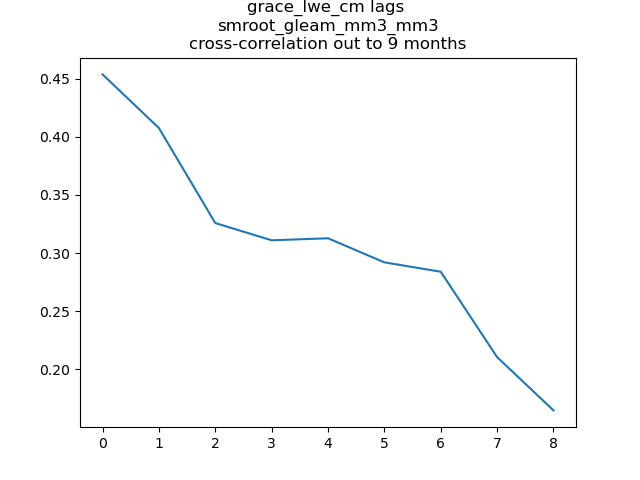 grace_lwe_cm lags
smroot_gleam_mm3_mm3
cross-correlation out to 9 months
0.45
0.40
0.35
0.30
0.25
0.20
0 1 2 3 4 5 6 7 8